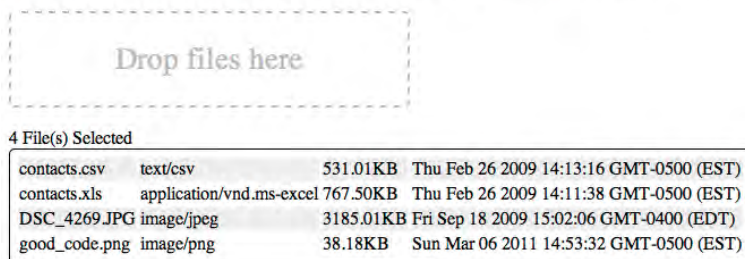 Drop files here
4 File(s) Selected
contacts.csv text/csv 531.01KB Thu Feb 26 2009 14:13:16 GMT-0500 (EST)
contacts.xls application/vnd.ms-excel 767.50KB Thu Feb 26 2009 14:11:38 GMT-0500 (EST)
DSC_4269.JPG image/jpeg 3185.01KB Fri Sep 18 2009 15:02:06 GMT-0400 (EDT)
good_code.png image/png 38.18KB Sun Mar 06 2011 14:53:32 GMT-0500 (EST)